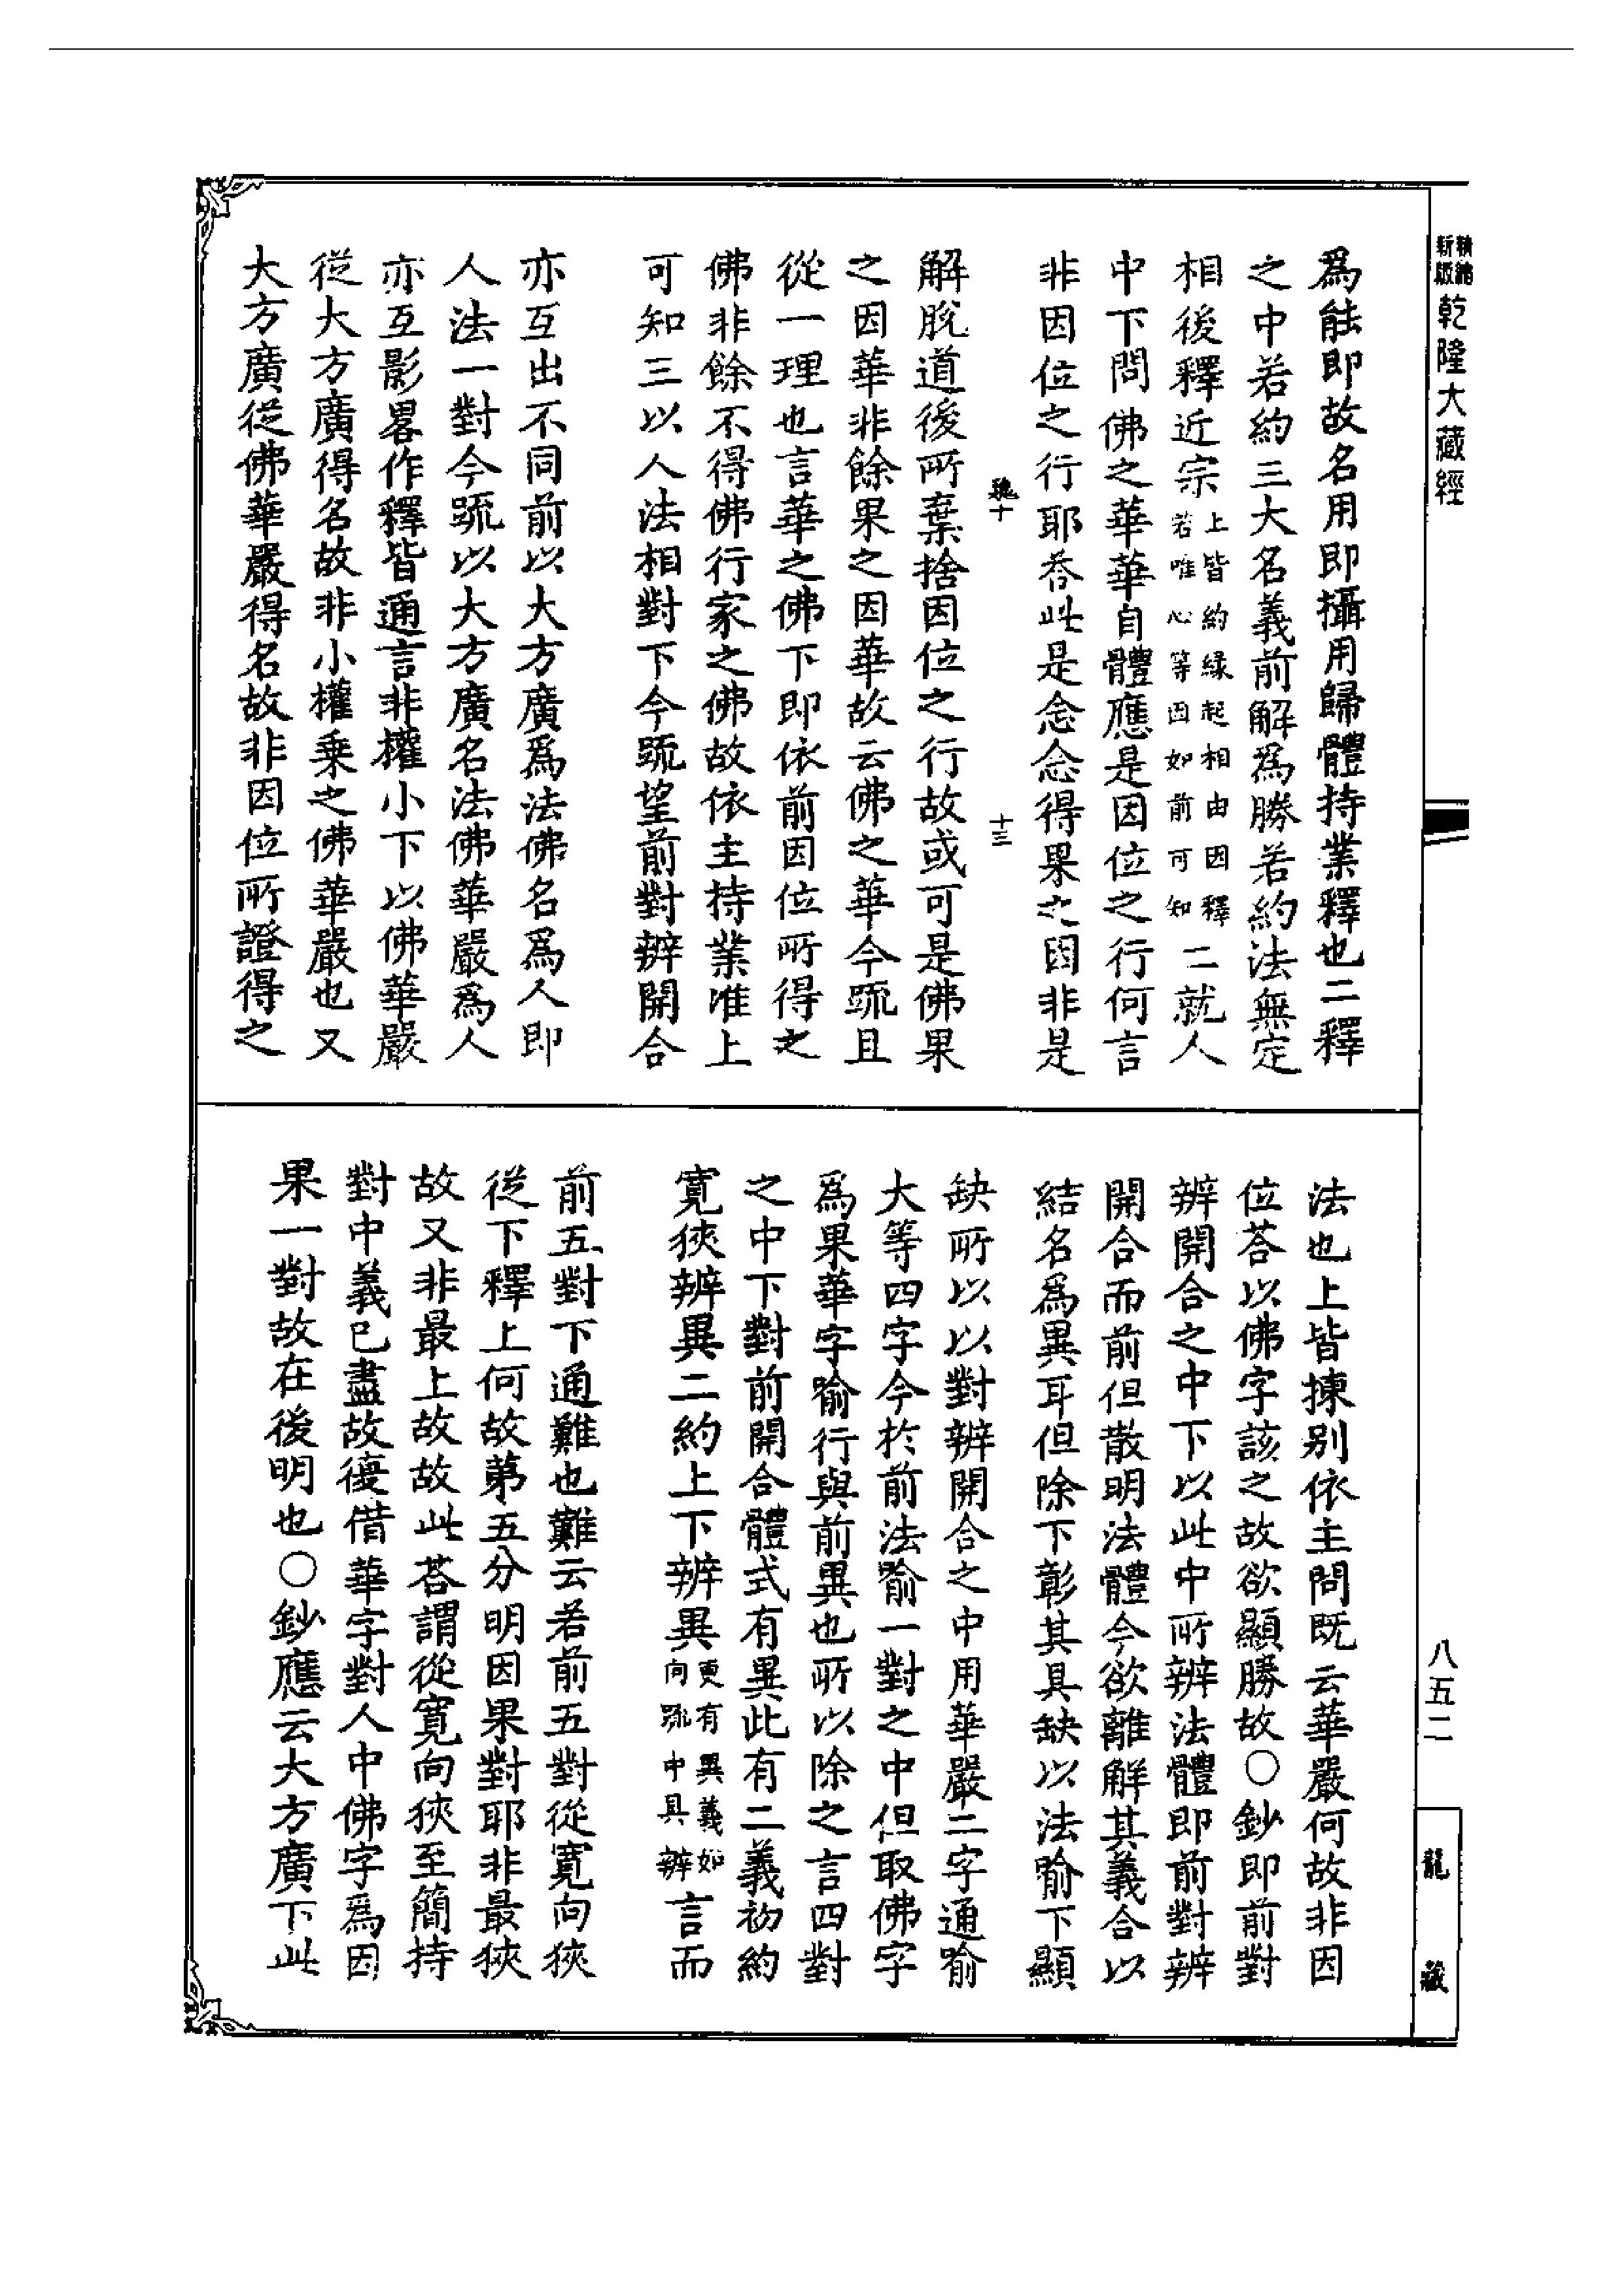 精縮
新版
乾隆大藏經
為能即故名用即攝用歸體持業釋也二釋
之中若約三大名義前解為勝若約法無定
相後釋近宗上皆約緣起相由因釋若唯心等因如前可知二就人
中下問佛之華華自體應是因位之行何言
非因位之行耶荅此是念念得果之因非是
魏十
十三
解脫道後所棄捨因位之行故或可是佛果
之因華非餘果之因華故云佛之華今䟽且
從一理也言華之佛下即依前因位所得之
佛非餘不得佛行家之佛故依主持業唯上
可知三以人法相對下今䟽望前對辨開合
亦互出不同前以大方廣為法佛名為人即
人法一對今䟽以大方廣名法佛華嚴為人
亦互影畧作釋皆通言非權小下以佛華嚴
從大方廣得名故非小權乗之佛華嚴也又
大方廣從佛華嚴得名故非因位所證得之
法也上皆揀别依主問既云華嚴何故非因
位荅以佛字該之故欲顯勝故○鈔即前對
辨開合之中下以此中所辨法體即前對辨
開合而前但散明法體今欲離解其義合以
結名為異耳但除下彰其具缺以法喻下顯
缺所以以對辨開合之中用華嚴二字通喻
大等四字今於前法喻一對之中但取佛字
為果華字喻行與前異也所以除之言四對
之中下對前開合體式有異此有二義初約
寬狹辨異二約上下辨異更有異義如向䟽中具辨言而
前五對下通難也難云若前五對從寬向狹
從下釋上何故第五分明因果對耶非最狹
故又非最上故故此荅謂從寬向狹至簡持
對中義已盡故復借華字對人中佛字為因
果一對故在後明也○鈔應云大方廣下此
八五二
龍藏